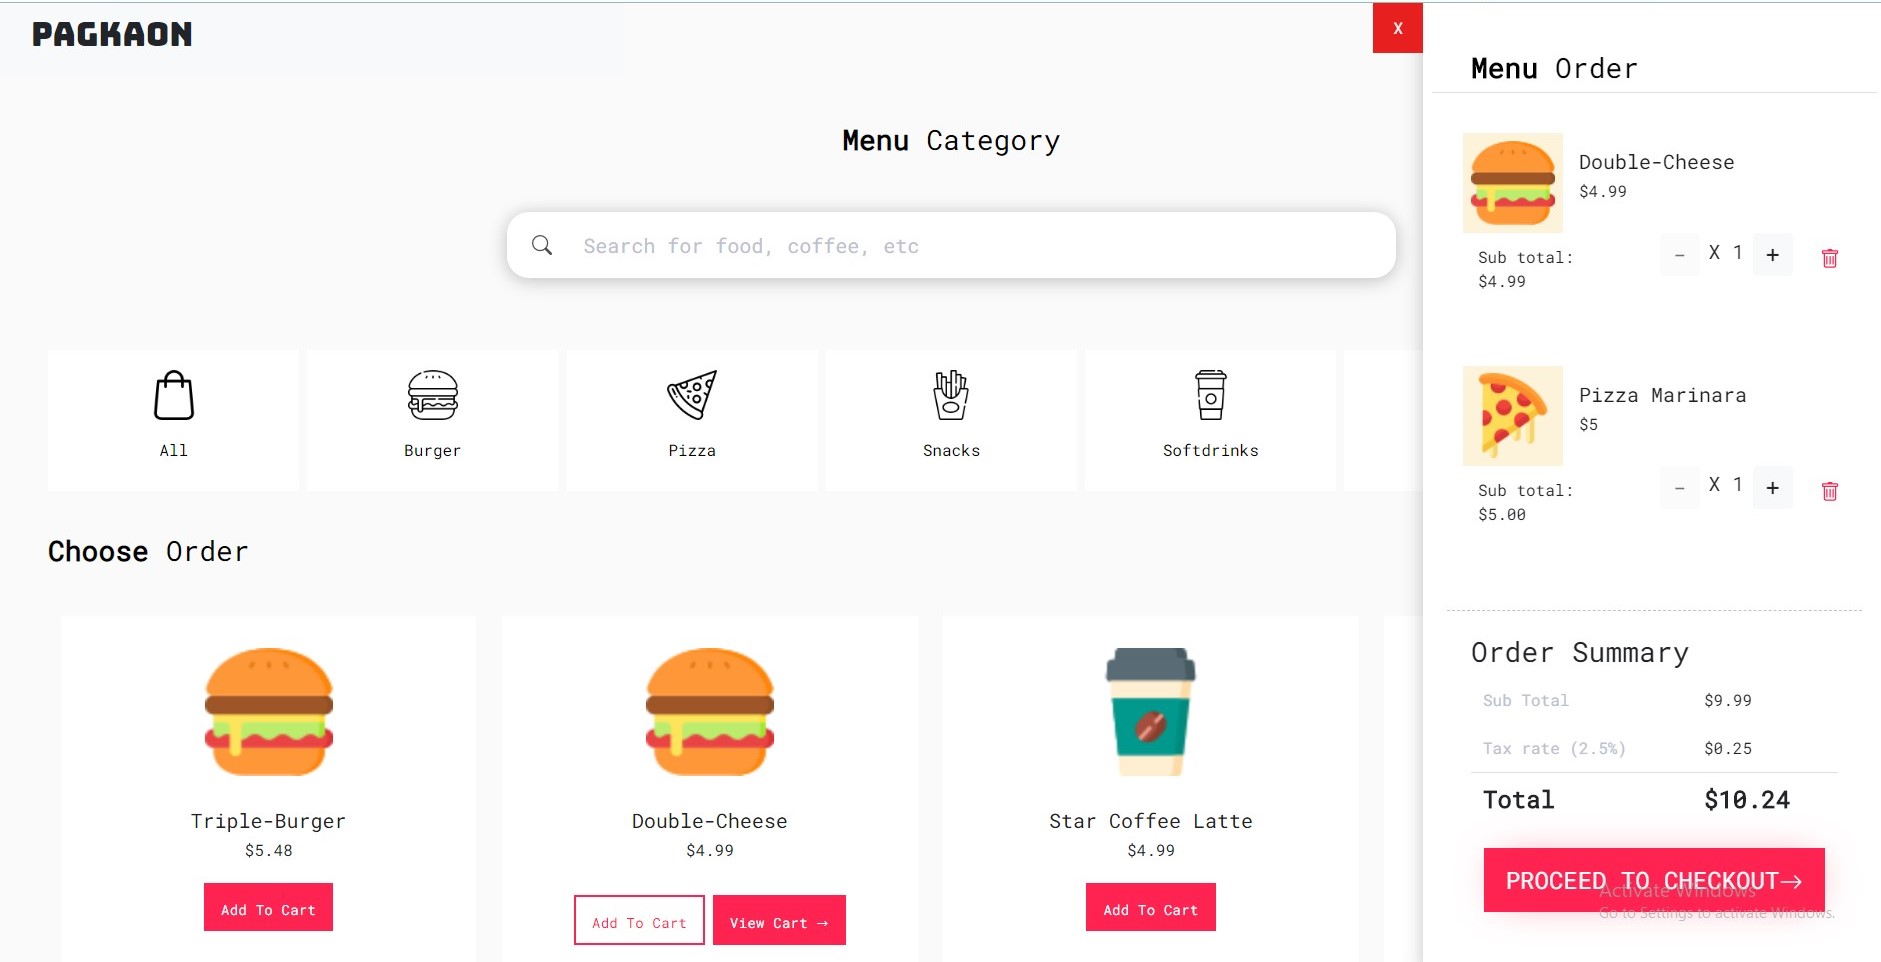 PAGKAON
X
Menu Category
Search for food, coffee, etc
All
Burger
Pizza
Snacks
Softdrinks
Choose Order
Triple-Burger
$5.48
Add To Cart
Double-Cheese
$4.99
Add To Cart
View Cart →
Star Coffee Latte
$4.99
Add To Cart
Menu Order
Double-Cheese
$4.99
Sub total:
$4.99
- X 1 +
Pizza Marinara
$5
Sub total:
$5.00
- X 1 +
Order Summary
Sub Total $9.99
Tax rate (2.5%) $0.25
Total $10.24
PROCEED TO CHECKOUT→
Activate Windows
Go to Settings to activate Windows.